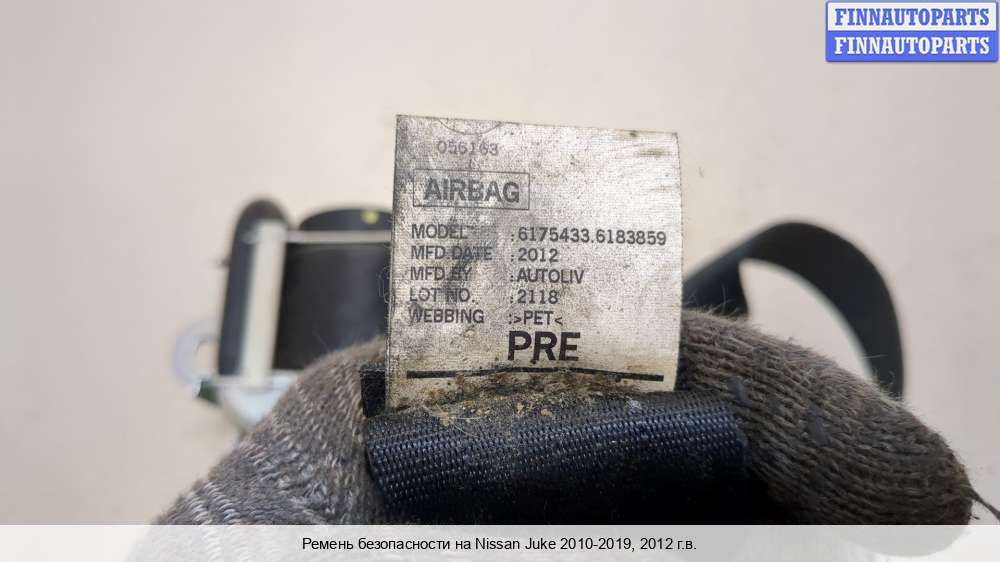 FINNAUTOPARTS
FINNAUTOPARTS
056163
AIRBAG
MODEL :6175433.6183859
MFD.DATE :2012
MFD.BY :AUTOLIV
LOT NO. :2118
WEBBING :>PET<
PRE
Ремень безопасности на Nissan Juke 2010-2019, 2012 г.в.